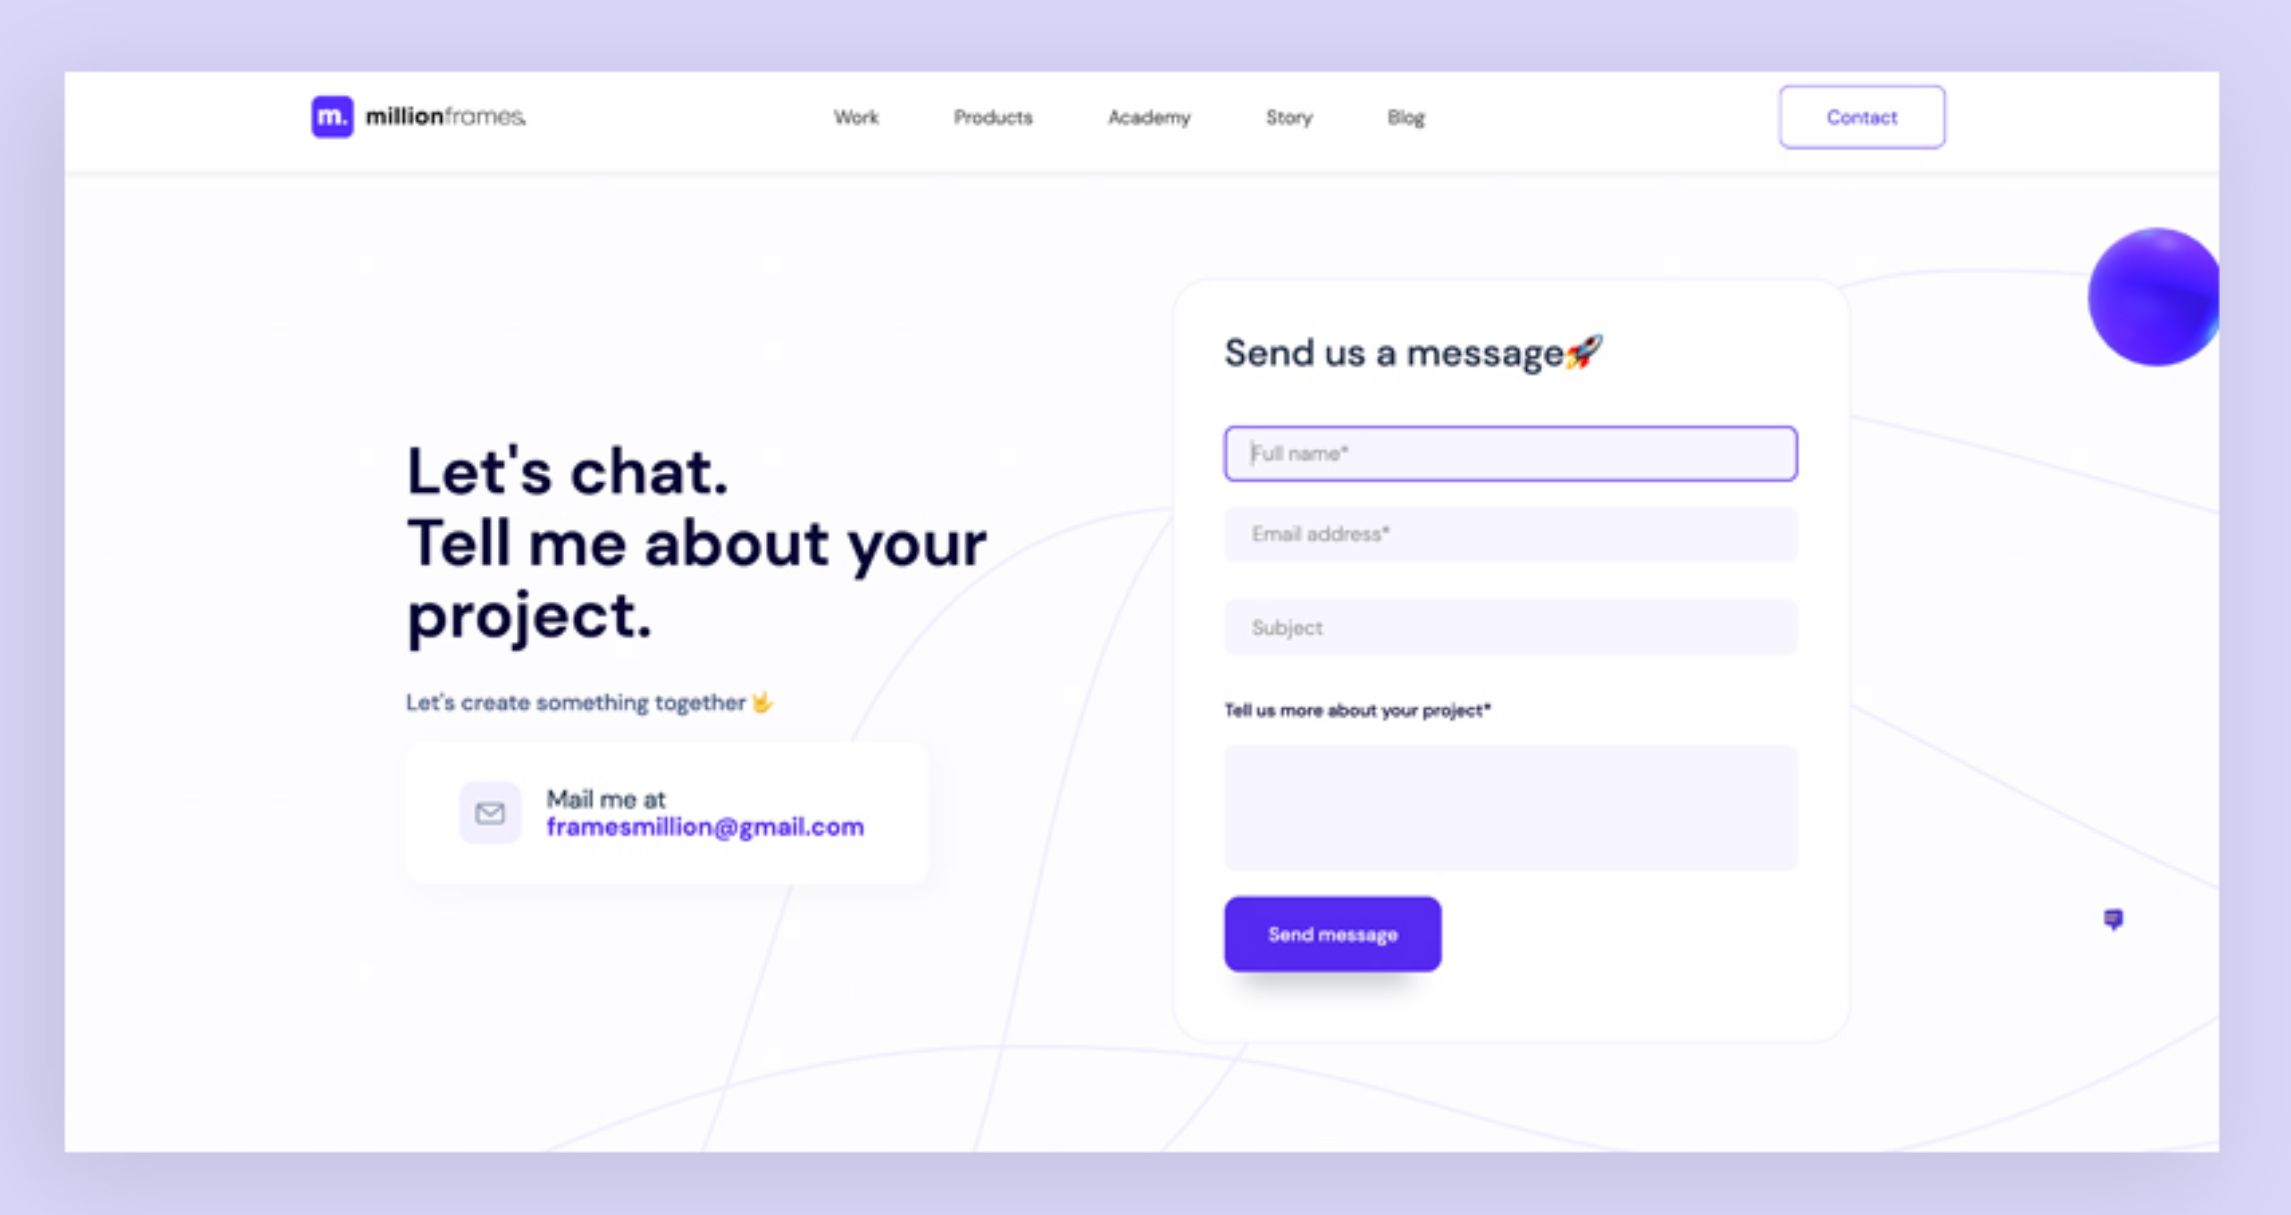 m. millionframes.
Work
Products
Academy
Story
Blog
Contact
Let's chat.
Tell me about your
project.
Let's create something together 🤟
Mail me at
framesmillion@gmail.com
Send us a message🚀
Full name*
Email address*
Subject
Tell us more about your project*
Send message